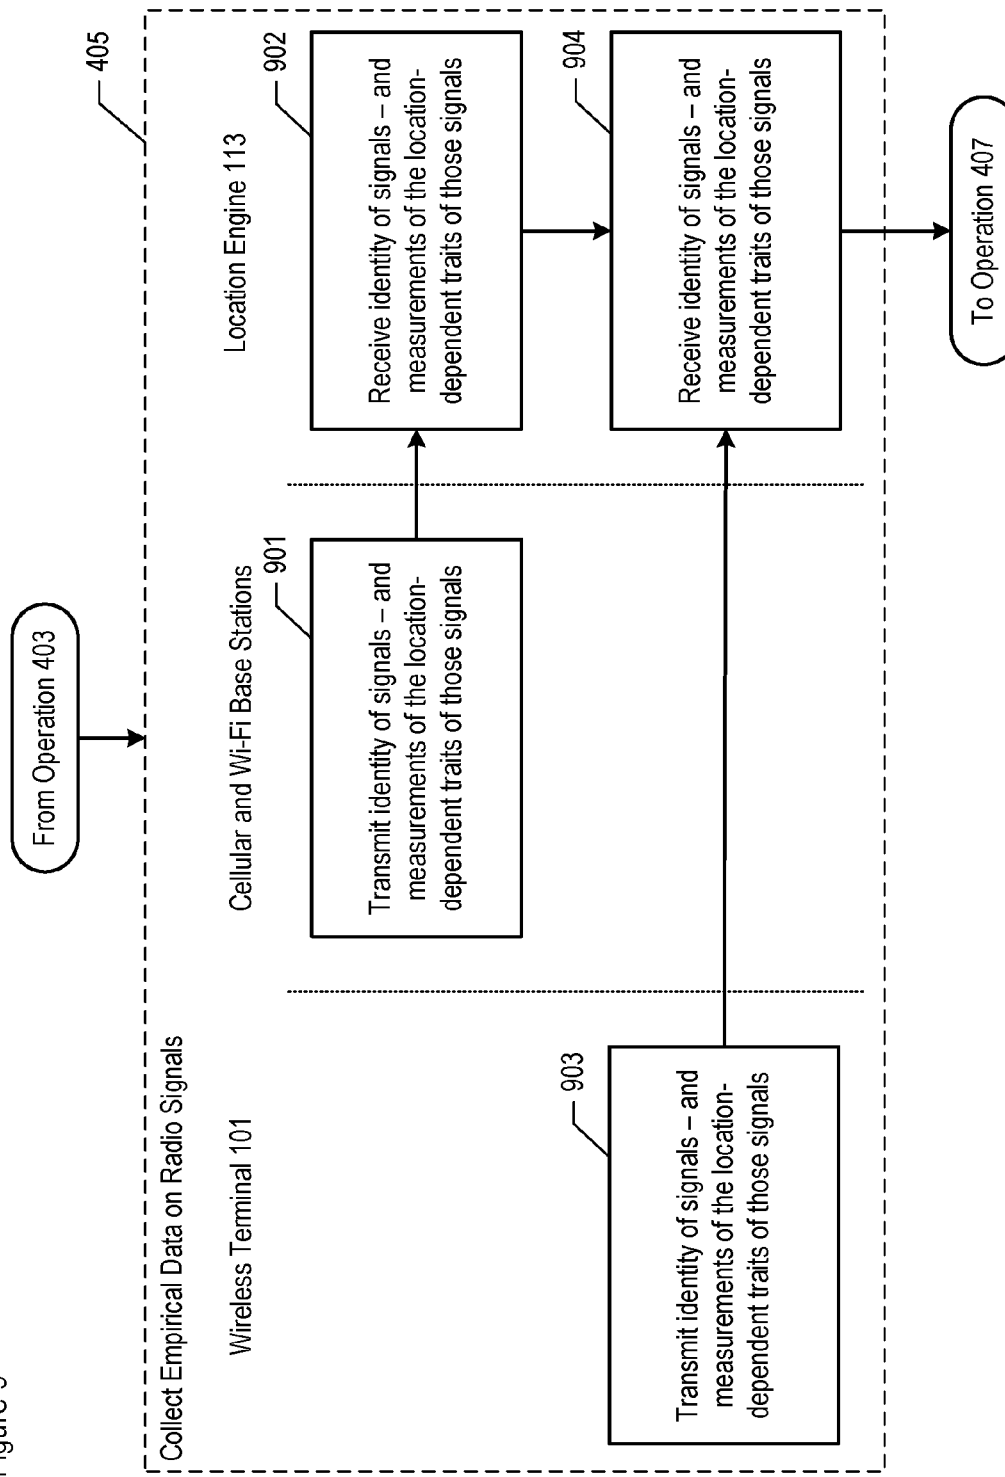 Figure 9
From Operation 403
405
Collect Empirical Data on Radio Signals
Wireless Terminal 101
Cellular and Wi-Fi Base Stations
Location Engine 113
901
Transmit identity of signals – and
measurements of the location-
dependent traits of those signals
902
Receive identity of signals – and
measurements of the location-
dependent traits of those signals
903
Transmit identity of signals – and
measurements of the location-
dependent traits of those signals
904
Receive identity of signals – and
measurements of the location-
dependent traits of those signals
To Operation 407